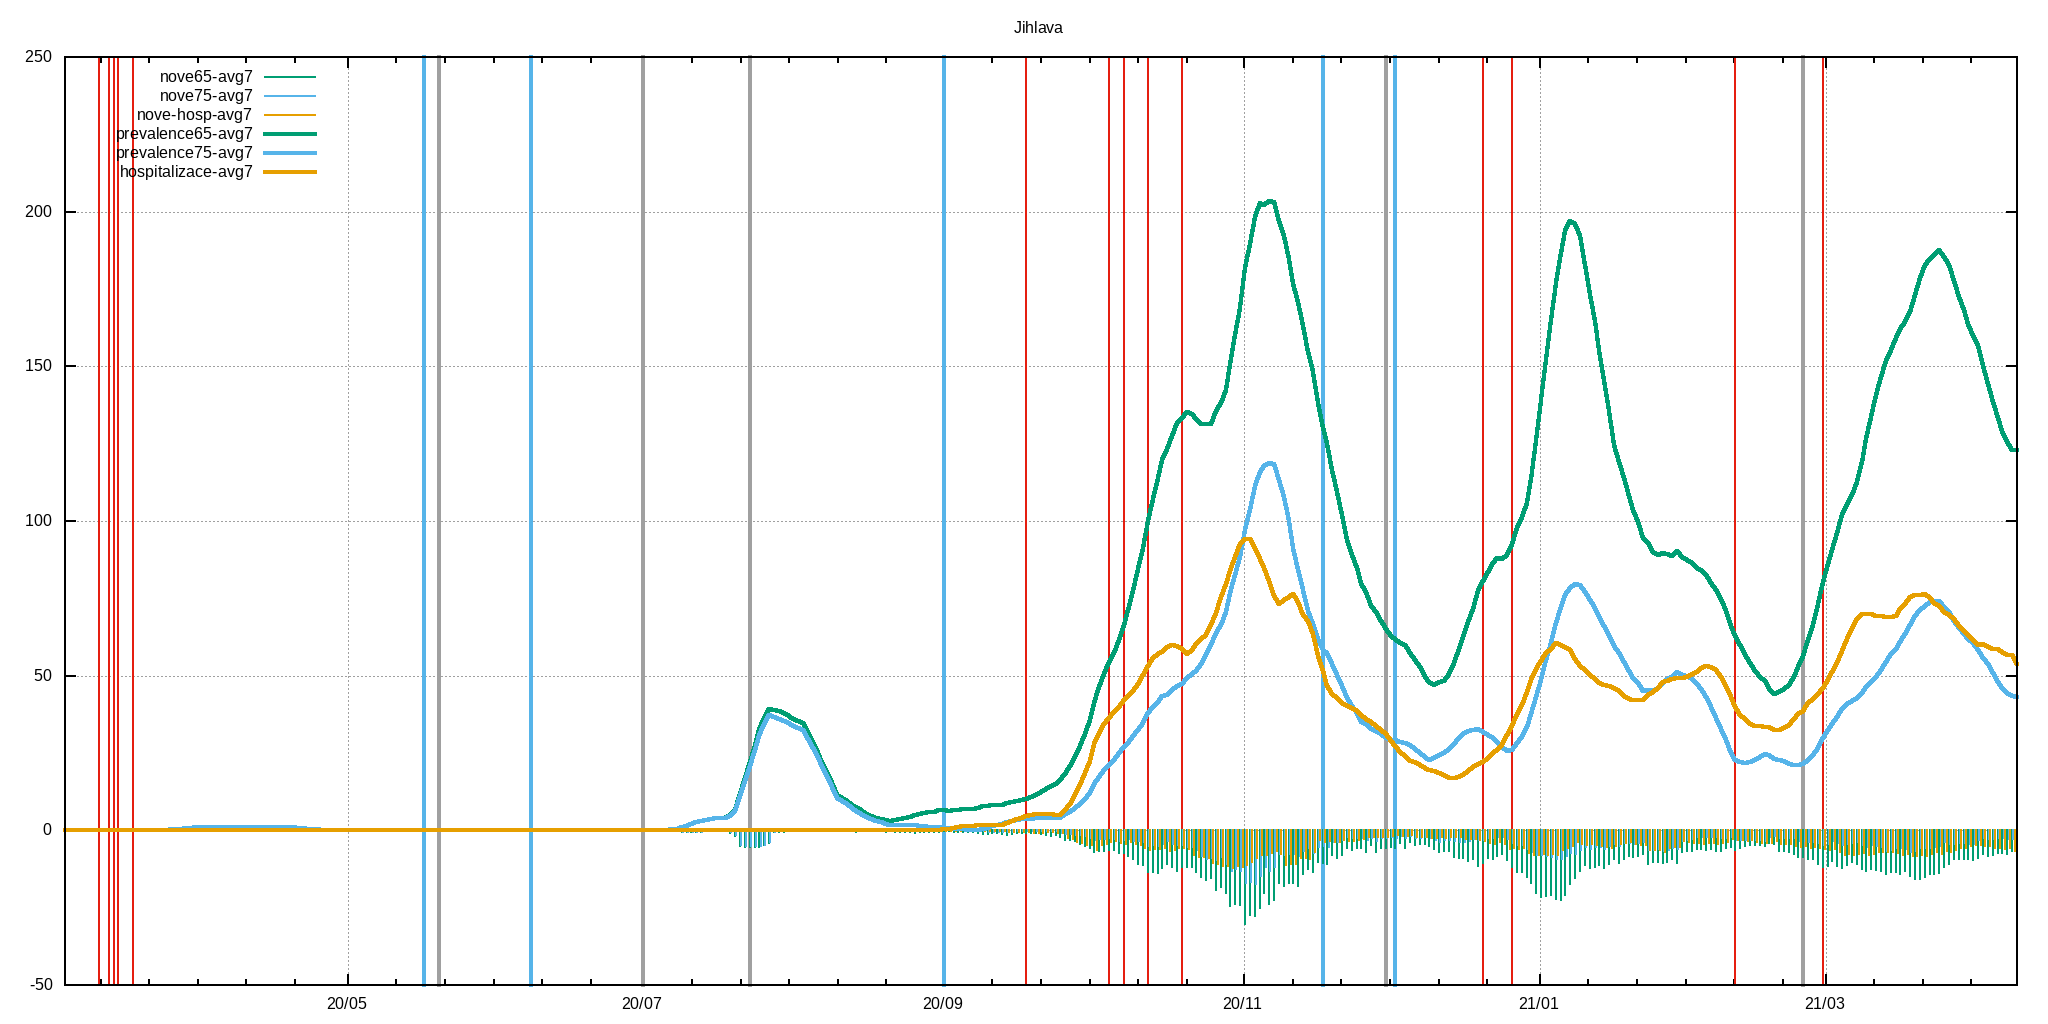 Jihlava
250
200
150
100
50
0
-50
nove65-avg7
nove75-avg7
nove-hosp-avg7
prevalence65-avg7
prevalence75-avg7
hospitalizace-avg7
20/05 20/07 20/09 20/11 21/01 21/03